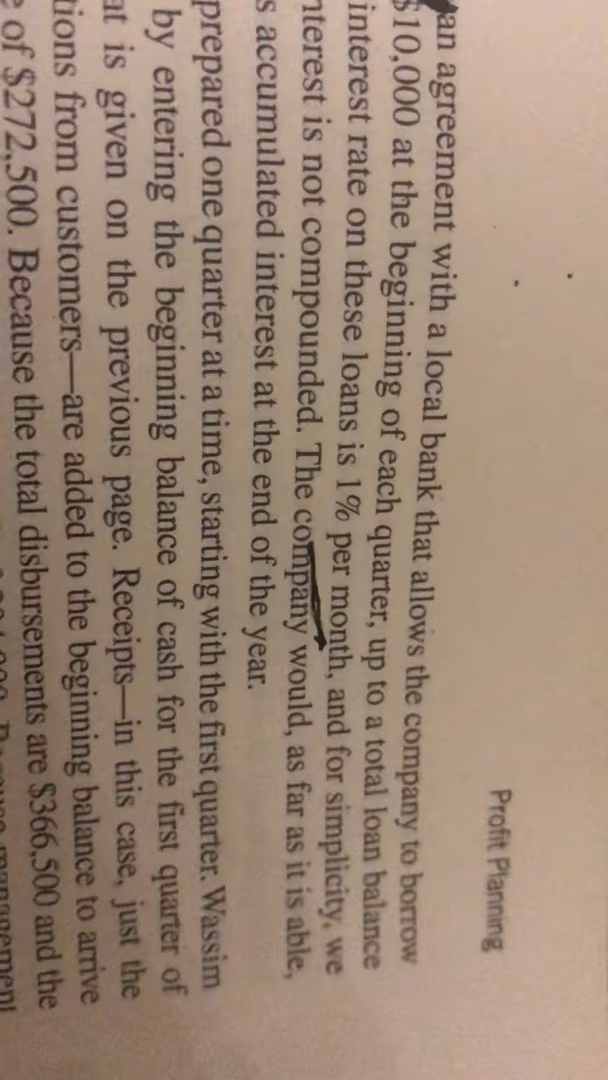 Profit Planning
an agreement with a local bank that allows the company to borrow
$10,000 at the beginning of each quarter, up to a total loan balance
interest rate on these loans is 1% per month, and for simplicity, we
nterest is not compounded. The company would, as far as it is able,
s accumulated interest at the end of the year.
prepared one quarter at a time, starting with the first quarter. Wassim
by entering the beginning balance of cash for the first quarter of
at is given on the previous page. Receipts—in this case, just the
tions from customers—are added to the beginning balance to arrive
e of $272,500. Because the total disbursements are $366,500 and the